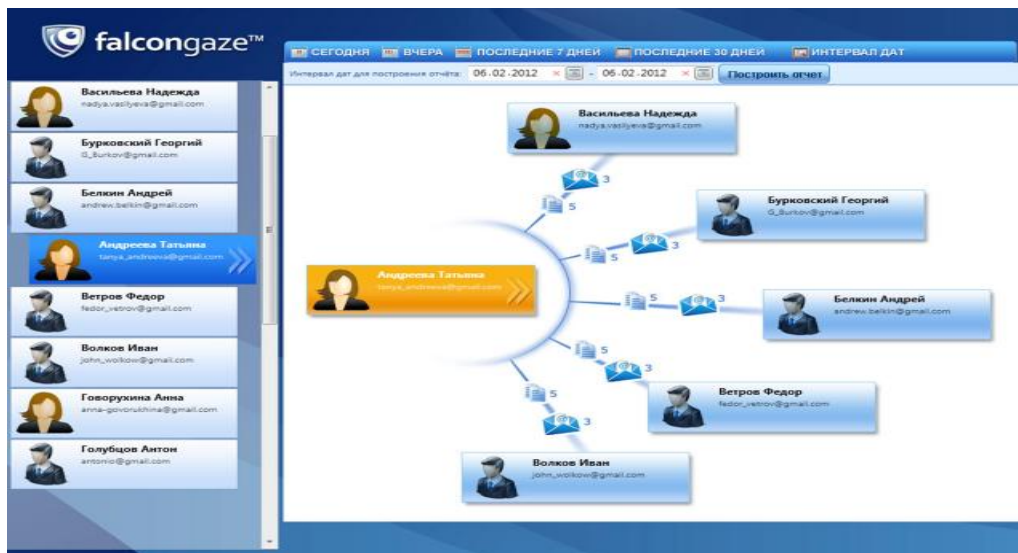 falcongaze™
СЕГОДНЯ ВЧЕРА ПОСЛЕДНИЕ 7 ДНЕЙ ПОСЛЕДНИЕ 30 ДНЕЙ ИНТЕРВАЛ ДАТ
Интервал дат для построения отчёта: 06.02.2012 - 06.02.2012 Построить отчет
Васильева Надежда
nadya.vasilyeva@gmail.com
Бурковский Георгий
G_Burkov@gmail.com
Белкин Андрей
andrew.belkin@gmail.com
Андреева Татьяна
tanya_andreeva@gmail.com
Ветров Федор
fedor_vetrov@gmail.com
Волков Иван
john_wolkow@gmail.com
Говорухина Анна
anna-govorukhina@gmail.com
Голубцов Антон
antonio@gmail.com
Васильева Надежда
nadya.vasilyeva@gmail.com
3
5
Бурковский Георгий
G_Burkov@gmail.com
3
5
Андреева Татьяна
tanya_andreeva@gmail.com
5
3
Белкин Андрей
andrew.belkin@gmail.com
5
3
Ветров Федор
fedor_vetrov@gmail.com
5
3
Волков Иван
john_wolkow@gmail.com